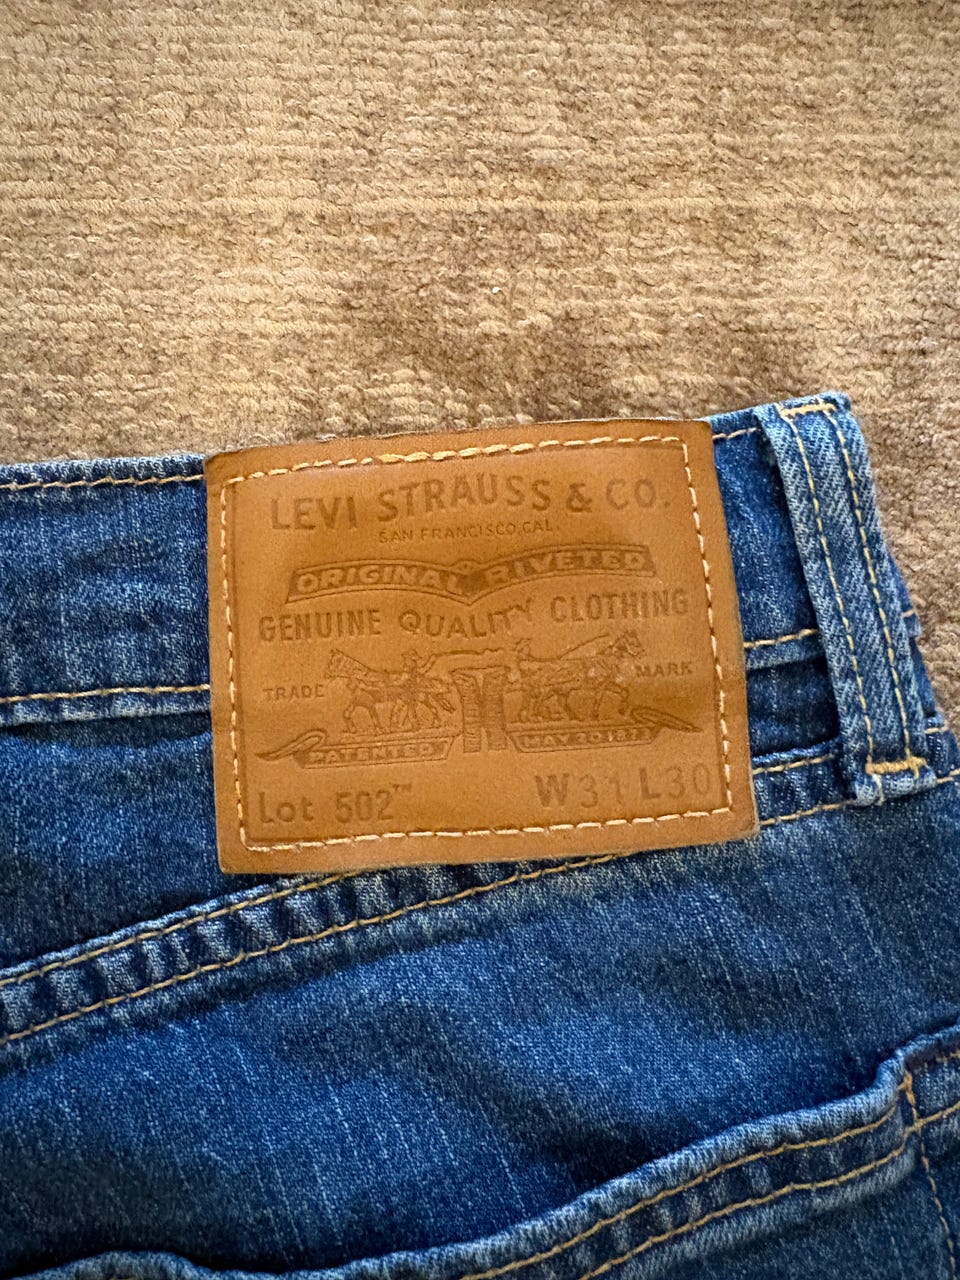 LEVI STRAUSS & CO.
SAN FRANCISCO, CAL.
ORIGINAL RIVETED
GENUINE QUALITY CLOTHING
TRADE MARK
PATENTED MAY 20 1873
Lot 502™ W31 L30